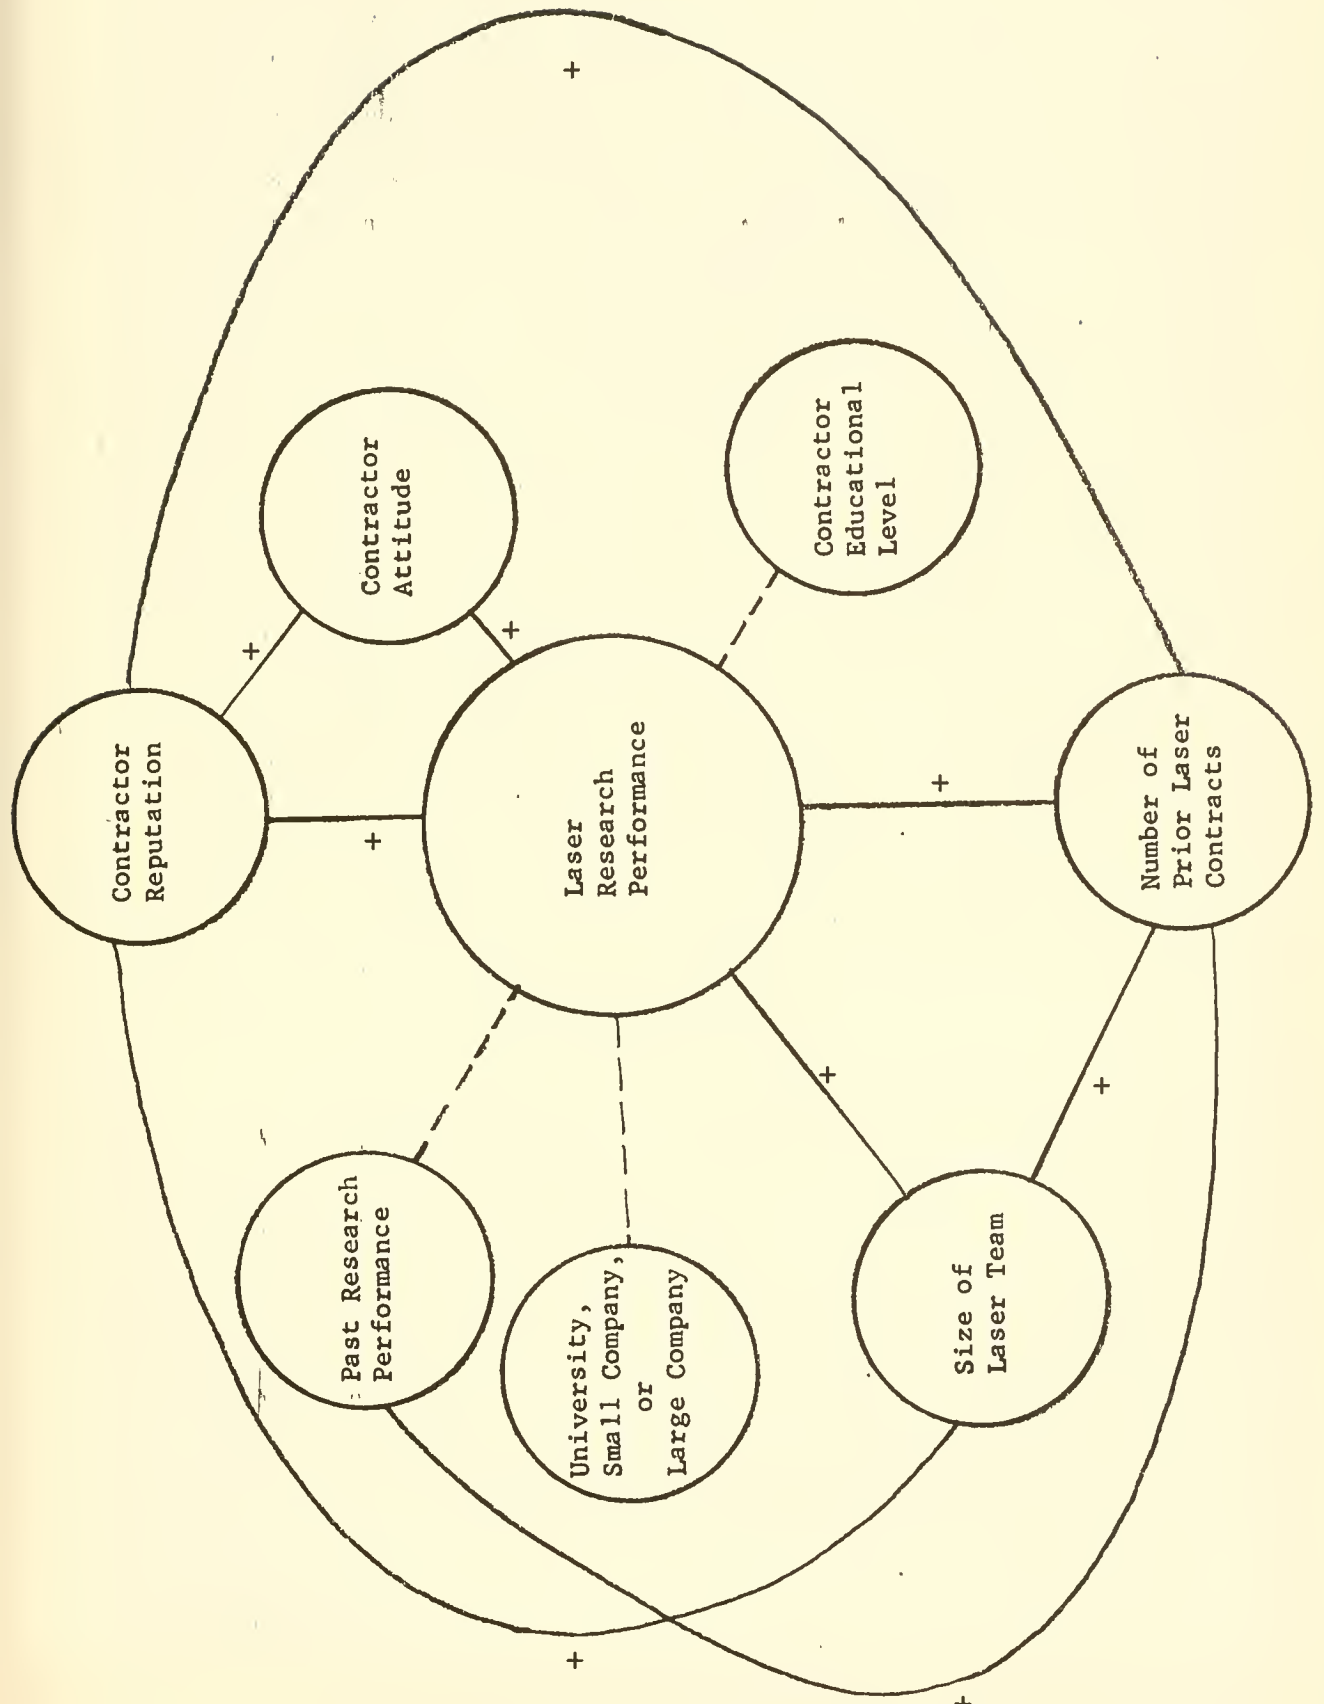 +
Contractor
Reputation
+
Contractor
Attitude
+
+
Past Research
Performance
Laser
Research
Performance
Contractor
Educational
Level
University,
Small Company,
or
Large Company
+
+
Size of
Laser Team
+
Number of
Prior Laser
Contracts
+
+